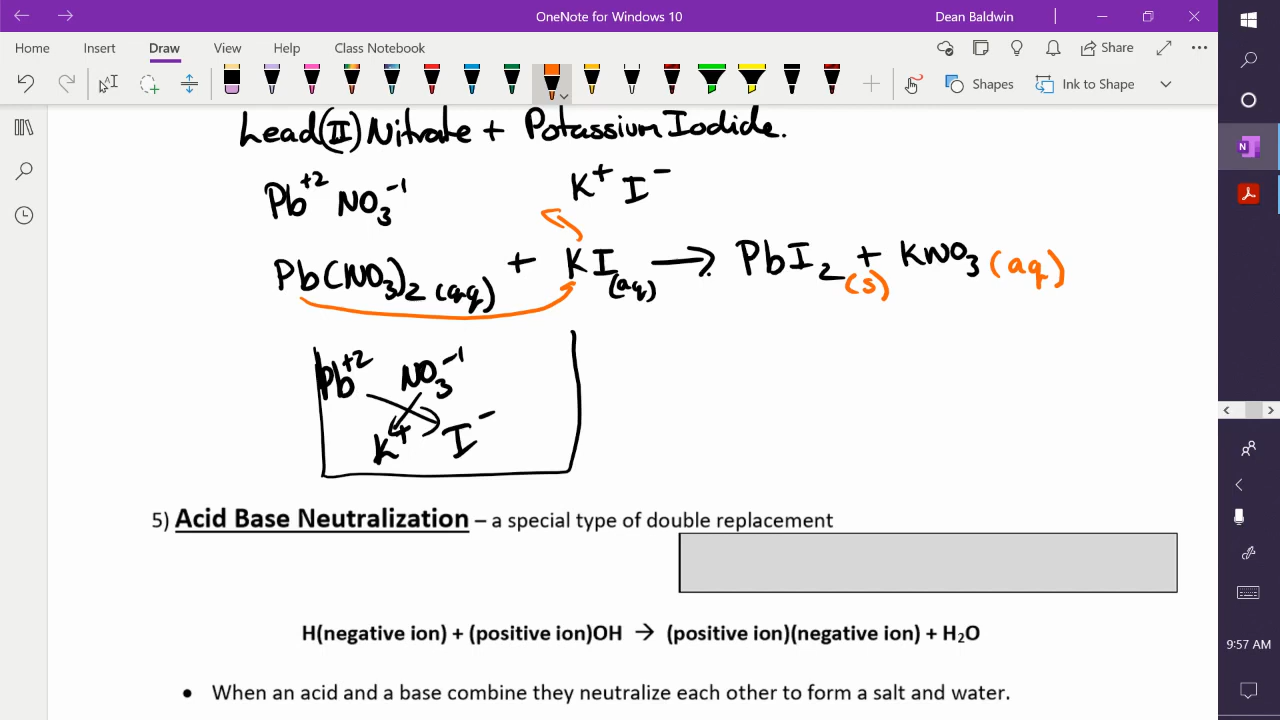 OneNote for Windows 10
Dean Baldwin
Home Insert Draw View Help Class Notebook
Share
Shapes Ink to Shape
Lead(II) Nitrate + Potassium Iodide.
Pb⁺² NO₃⁻¹ K⁺ I⁻
Pb(NO₃)₂ (aq) + KI(aq) → PbI₂ (s) + KNO₃ (aq)
Pb⁺² NO₃⁻¹
K⁺ I⁻
5) Acid Base Neutralization – a special type of double replacement
H(negative ion) + (positive ion)OH → (positive ion)(negative ion) + H₂O
• When an acid and a base combine they neutralize each other to form a salt and water.
9:57 AM